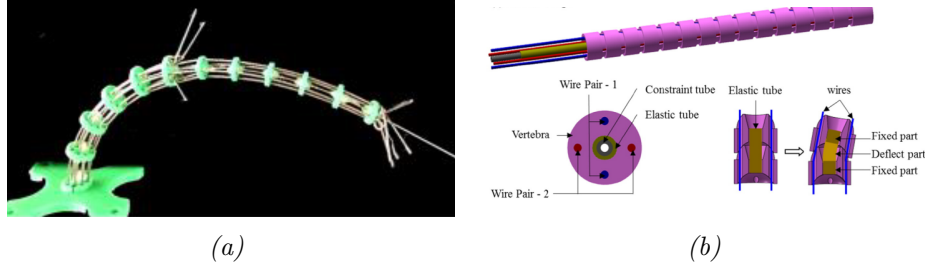 Wire Pair - 1
Constraint tube
Elastic tube
Vertebra
Wire Pair - 2
Elastic tube
wires
Fixed part
Deflect part
Fixed part
(a)
(b)